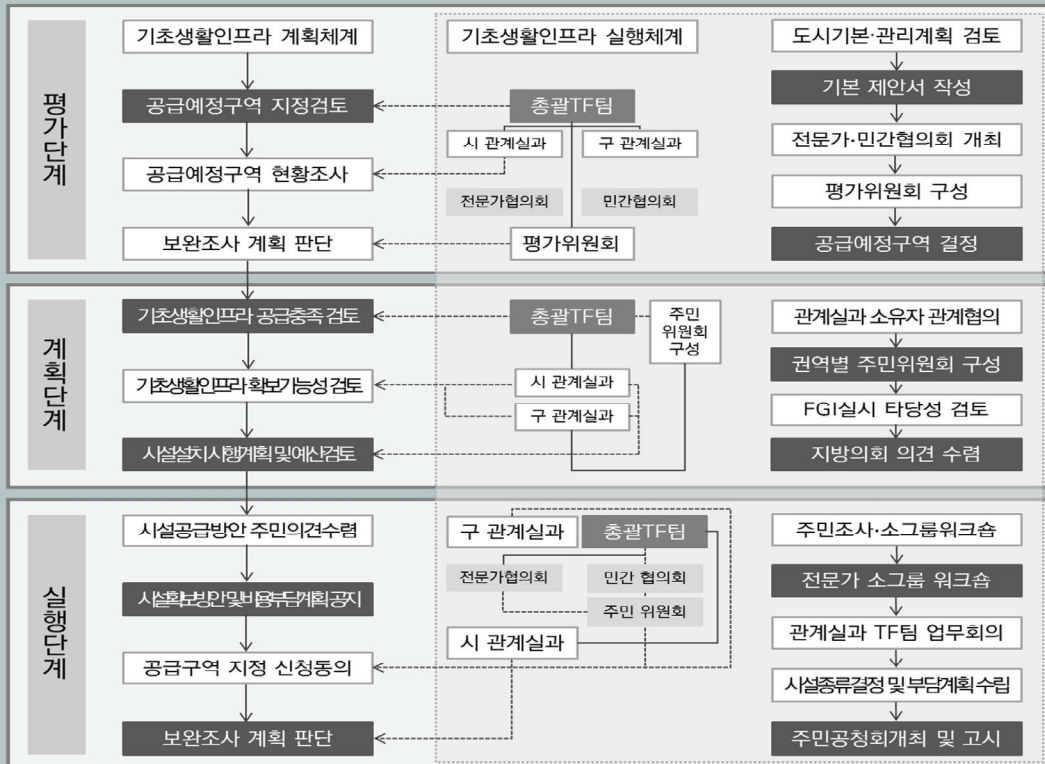 평가단계
기초생활인프라 계획체계
공급예정구역 지정검토
공급예정구역 현황조사
보완조사 계획 판단
기초생활인프라 실행체계
총괄TF팀
시 관계실과
구 관계실과
전문가협의회
민간협의회
평가위원회
도시기본·관리계획 검토
기본 제안서 작성
전문가·민간협의회 개최
평가위원회 구성
공급예정구역 결정
계획단계
기초생활인프라 공급충족 검토
기초생활인프라 확보가능성 검토
시설설치 시행계획 및 예산검토
총괄TF팀
주민
위원회
구성
시 관계실과
구 관계실과
관계실과 소유자 관계협의
권역별 주민위원회 구성
FGI실시 타당성 검토
지방의회 의견 수렴
실행단계
시설공급방안 주민의견수렴
시설확보방안 및 비용부담계획 공지
공급구역 지정 신청동의
보완조사 계획 판단
구 관계실과
총괄TF팀
전문가협의회
민간 협의회
주민 위원회
시 관계실과
주민조사·소그룹워크숍
전문가 소그룹 워크숍
관계실과 TF팀 업무회의
시설종류결정 및 부담계획 수립
주민공청회개최 및 고시